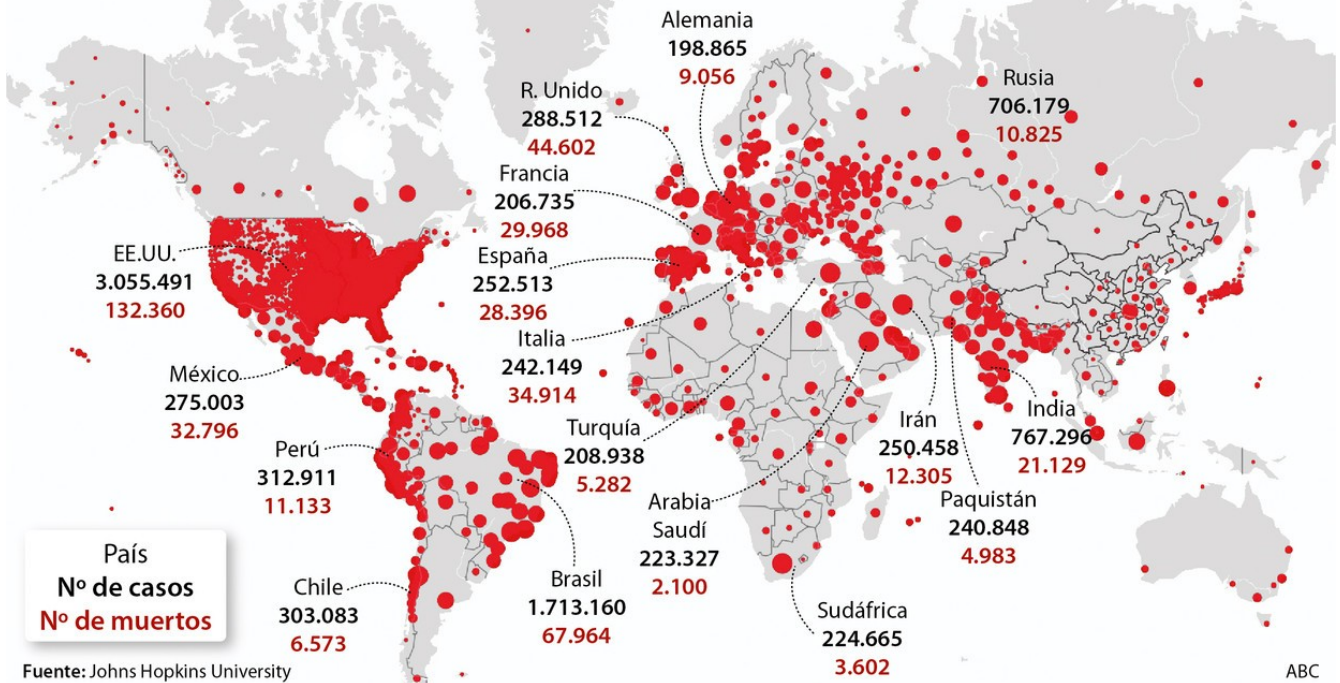 Alemania
198.865
9.056
R. Unido
288.512
44.602
Rusia
706.179
10.825
Francia
206.735
29.968
EE.UU.
3.055.491
132.360
España
252.513
28.396
Italia
242.149
34.914
México
275.003
32.796
Turquía
208.938
5.282
Irán
250.458
12.305
India
767.296
21.129
Perú
312.911
11.133
Arabia
Saudí
223.327
2.100
Paquistán
240.848
4.983
País
Nº de casos
Nº de muertos
Chile
303.083
6.573
Brasil
1.713.160
67.964
Sudáfrica
224.665
3.602
Fuente: Johns Hopkins University
ABC